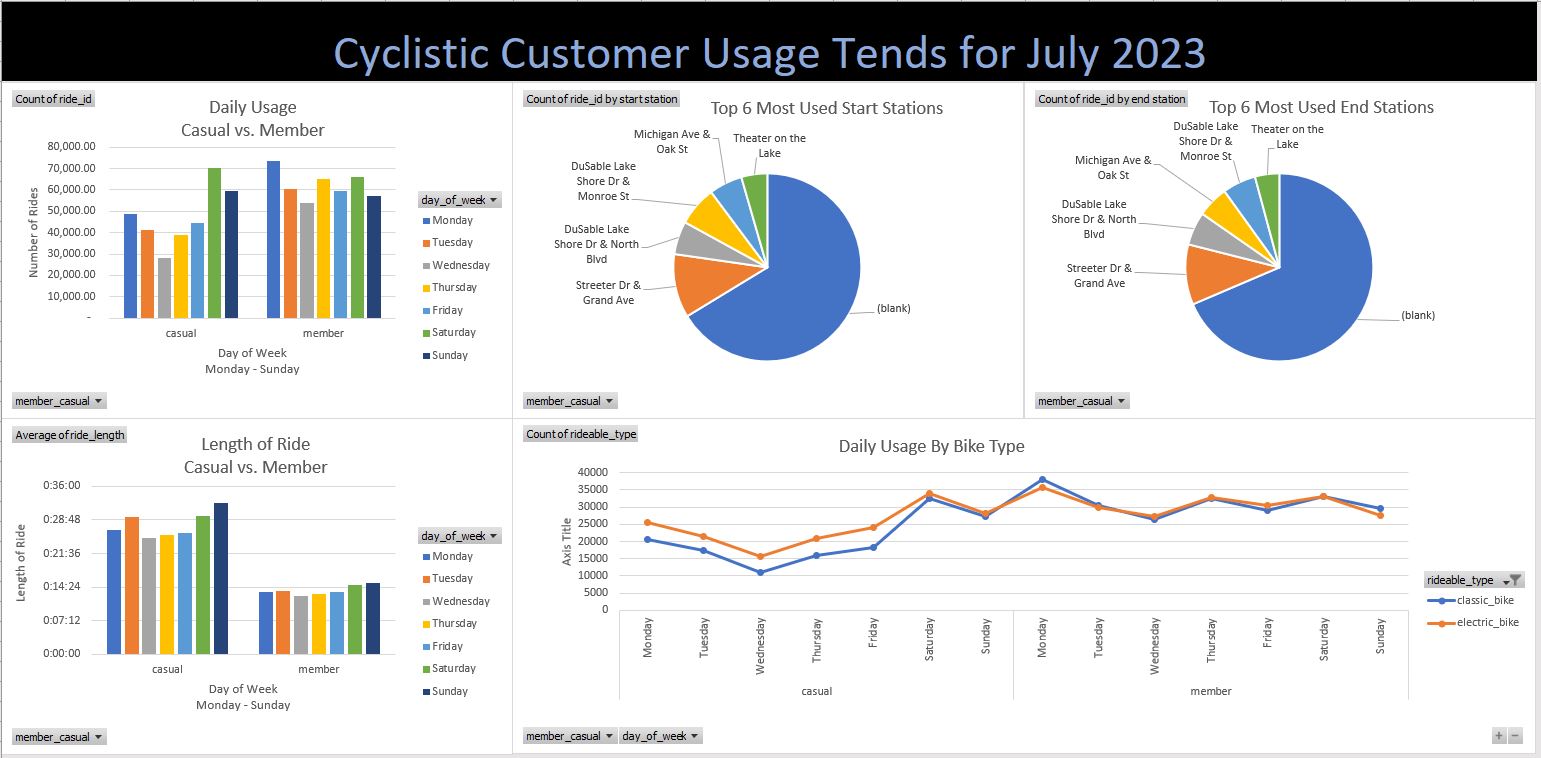 Cyclistic Customer Usage Tends for July 2023
Count of ride_id
Daily Usage
Casual vs. Member
80,000.00
70,000.00
60,000.00
50,000.00
40,000.00
30,000.00
20,000.00
10,000.00
-
Number of Rides
casual
member
Day of Week
Monday - Sunday
day_of_week
Monday
Tuesday
Wednesday
Thursday
Friday
Saturday
Sunday
member_casual
Count of ride_id by start station
Top 6 Most Used Start Stations
Michigan Ave &
Oak St
Theater on the
Lake
DuSable Lake
Shore Dr &
Monroe St
DuSable Lake
Shore Dr & North
Blvd
Streeter Dr &
Grand Ave
(blank)
member_casual
Count of ride_id by end station
Top 6 Most Used End Stations
DuSable Lake
Shore Dr &
Monroe St
Theater on the
Lake
Michigan Ave &
Oak St
DuSable Lake
Shore Dr & North
Blvd
Streeter Dr &
Grand Ave
(blank)
member_casual
Average of ride_length
Length of Ride
Casual vs. Member
0:36:00
0:28:48
0:21:36
0:14:24
0:07:12
0:00:00
Length of Ride
casual
member
Day of Week
Monday - Sunday
day_of_week
Monday
Tuesday
Wednesday
Thursday
Friday
Saturday
Sunday
member_casual
Count of rideable_type
Daily Usage By Bike Type
40000
35000
30000
25000
20000
15000
10000
5000
0
Axis Title
Monday
Tuesday
Wednesday
Thursday
Friday
Saturday
Sunday
Monday
Tuesday
Wednesday
Thursday
Friday
Saturday
Sunday
casual
member
rideable_type
classic_bike
electric_bike
member_casual
day_of_week
+ -